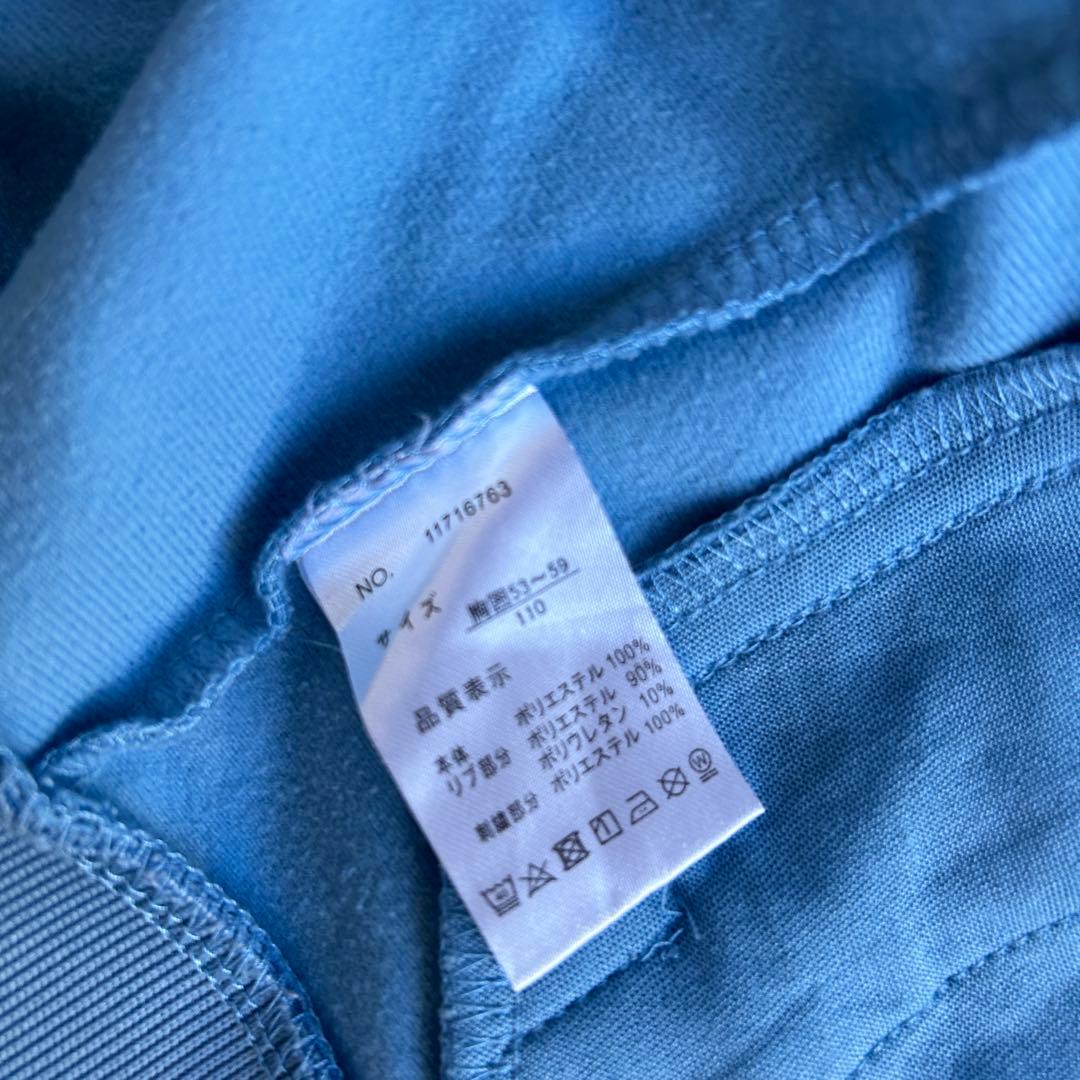 NO. 11716763
サイズ 胸囲53～59
110
品質表示
本体 ポリエステル 100%
リブ部分 ポリエステル 90%
ポリウレタン 10%
刺繍部分 ポリエステル 100%
40 W